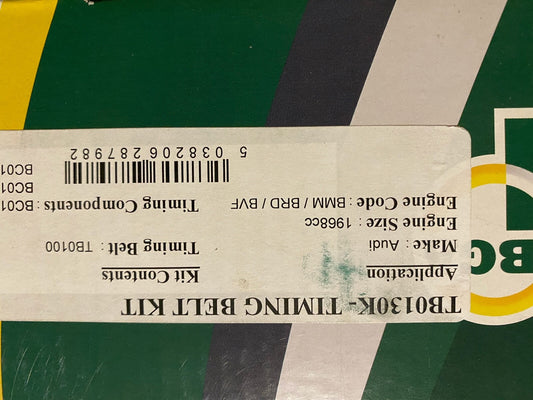 TB0130K- TIMING BELT KIT
Application
Make : Audi
Engine Size : 1968cc
Engine Code : BMM / BRD / BVF
Kit Contents
Timing Belt : TB0100
Timing Components : BC01
BC01
BC01
5 038206 287982
BG